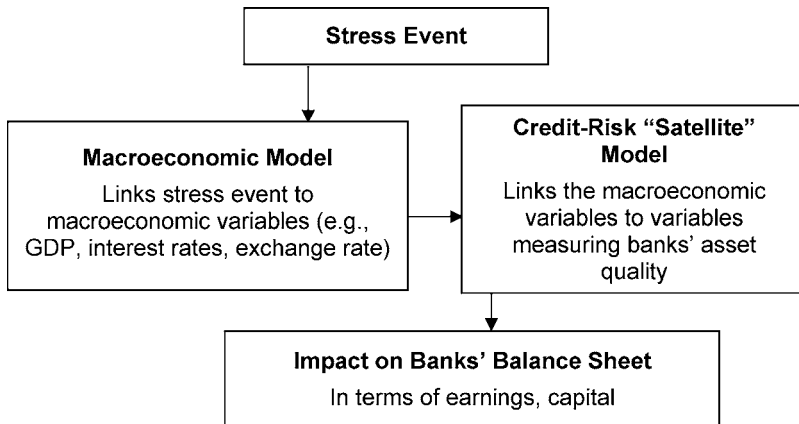 Stress Event
Macroeconomic Model
Links stress event to
macroeconomic variables (e.g.,
GDP, interest rates, exchange rate)
Credit-Risk “Satellite”
Model
Links the macroeconomic
variables to variables
measuring banks’ asset
quality
Impact on Banks’ Balance Sheet
In terms of earnings, capital